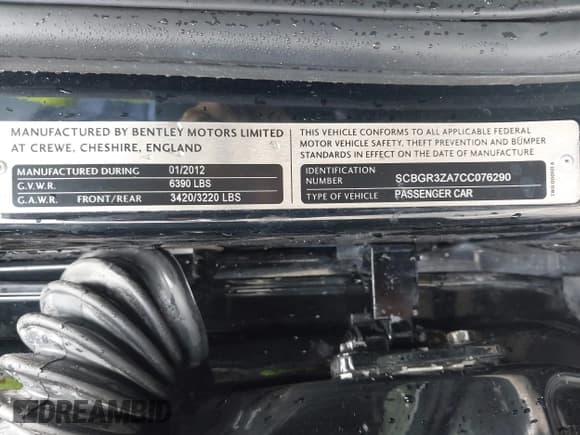 MANUFACTURED BY BENTLEY MOTORS LIMITED
AT CREWE, CHESHIRE, ENGLAND
MANUFACTURED DURING 01/2012
G.V.W.R. 6390 LBS
G.A.W.R. FRONT/REAR 3420/3220 LBS
THIS VEHICLE CONFORMS TO ALL APPLICABLE FEDERAL
MOTOR VEHICLE SAFETY, THEFT PREVENTION AND BUMPER
STANDARDS IN EFFECT ON THE DATE OF MANUFACTURE
IDENTIFICATION NUMBER SCBGR3ZA7CC076290
TYPE OF VEHICLE PASSENGER CAR
DREAMBID